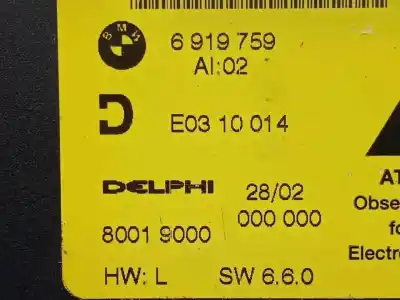 BMW
6 919 759
AI:02
D
E03 10 014
DELPHI
28/02
000 000
8001 9000
HW: L
SW 6.6.0
AT
Obse
fo
Electro